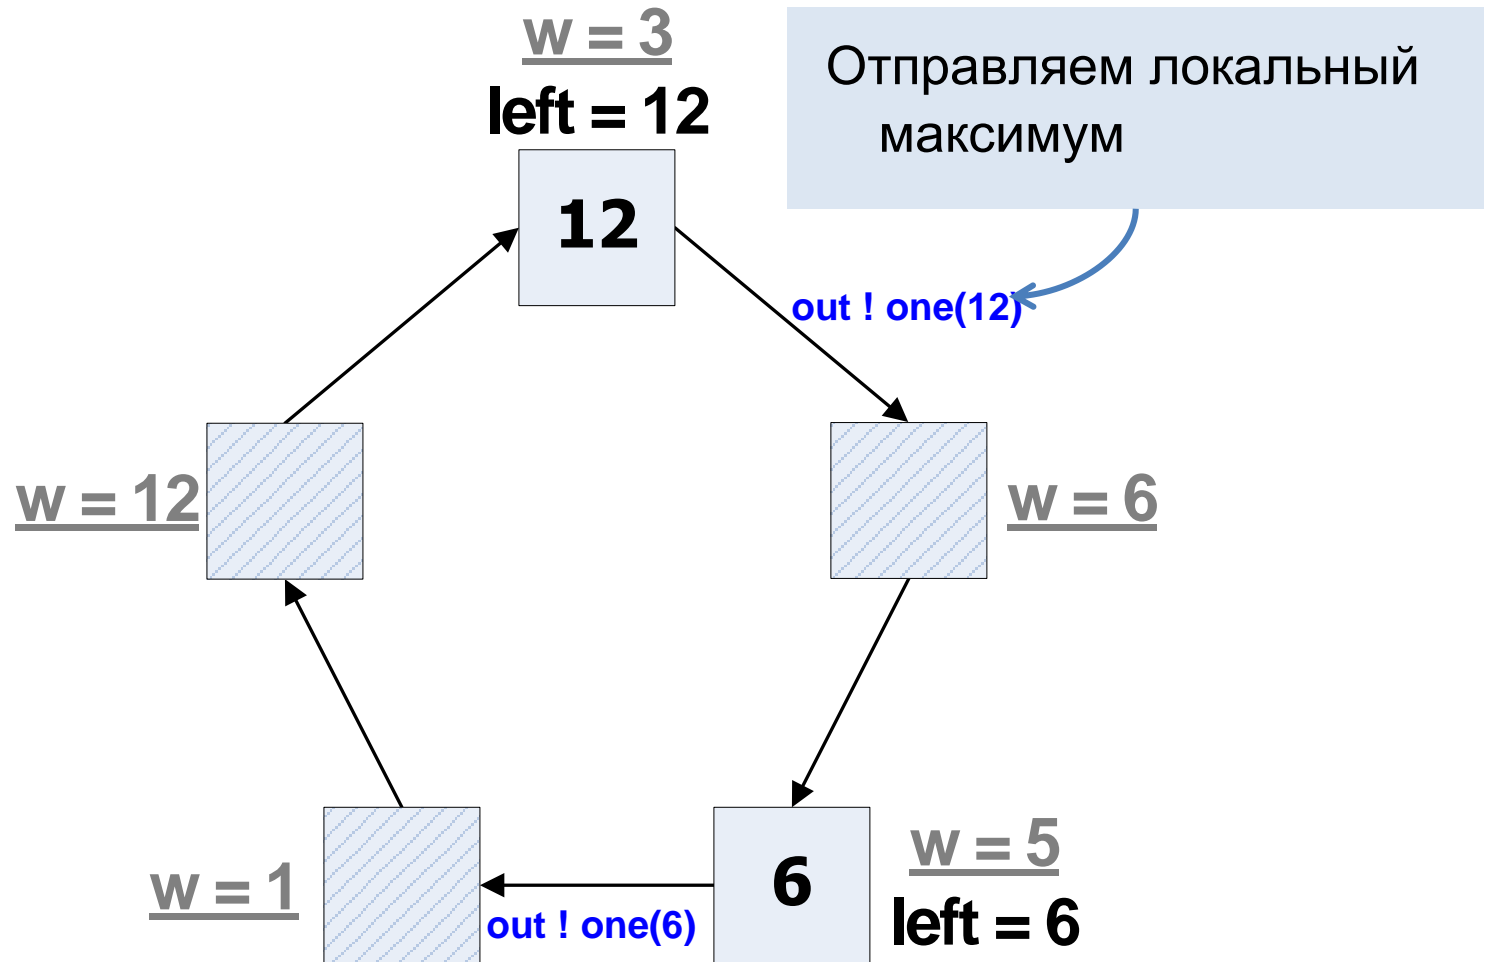 w = 3
left = 12
Отправляем локальный
максимум
12
out ! one(12)
w = 12
w = 6
w = 1
out ! one(6)
6
w = 5
left = 6